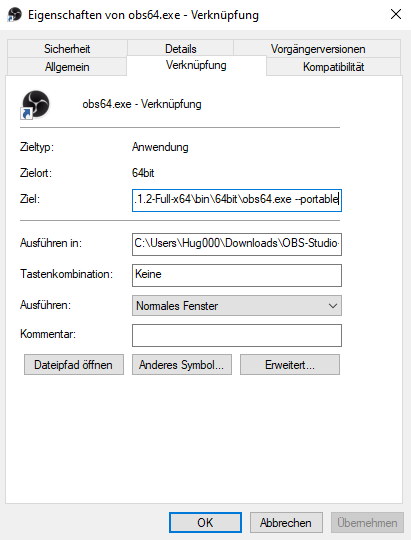 Eigenschaften von obs64.exe - Verknüpfung
Sicherheit Details Vorgängerversionen
Allgemein Verknüpfung Kompatibilität
obs64.exe - Verknüpfung
Zieltyp: Anwendung
Zielort: 64bit
Ziel: .1.2-Full-x64\bin\64bit\obs64.exe --portable
Ausführen in: C:\Users\Hug000\Downloads\OBS-Studio-
Tastenkombination: Keine
Ausführen: Normales Fenster
Kommentar:
Dateipfad öffnen Anderes Symbol... Erweitert...
OK Abbrechen Übernehmen